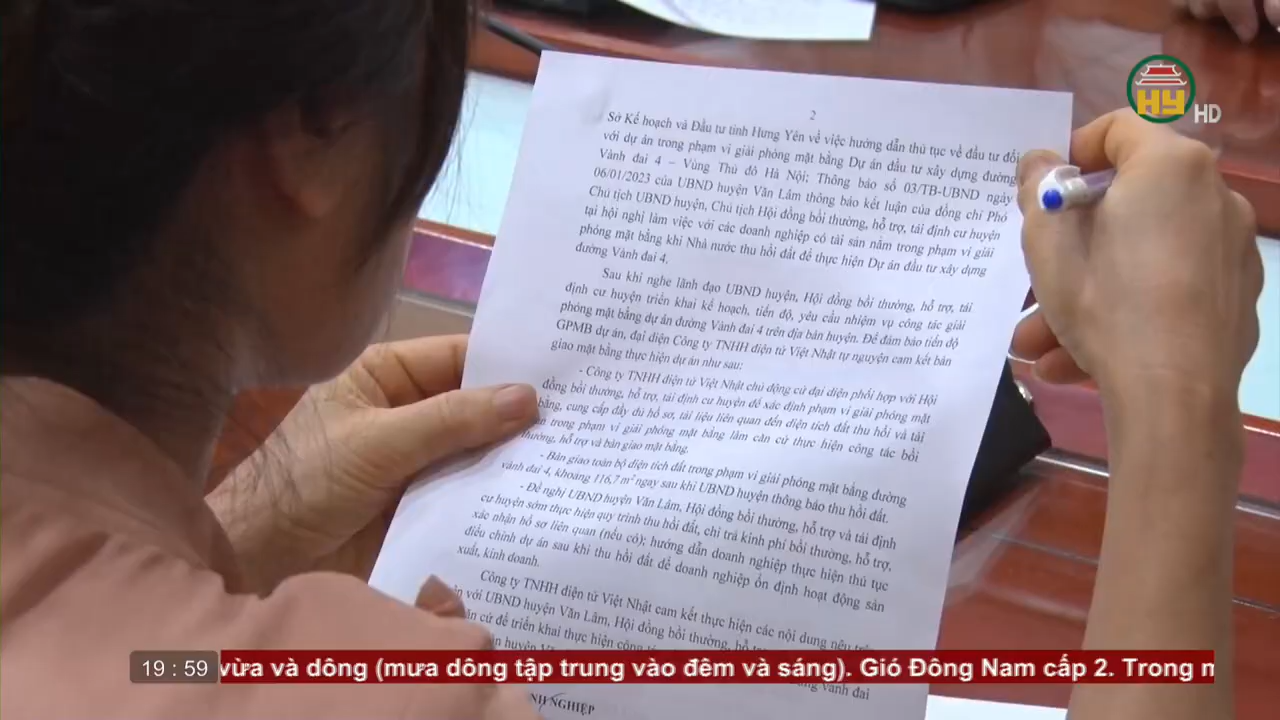 HY HD
2
Sở Kế hoạch và Đầu tư tỉnh Hưng Yên về việc hướng dẫn thủ tục về đầu tư đối
với dự án trong phạm vi giải phóng mặt bằng Dự án đầu tư xây dựng đường
Vành đai 4 – Vùng Thủ đô Hà Nội; Thông báo số 03/TB-UBND ngày
06/01/2023 của UBND huyện Văn Lâm thông báo kết luận của đồng chí Phó
Chủ tịch UBND huyện, Chủ tịch Hội đồng bồi thường, hỗ trợ, tái định cư huyện
tại hội nghị làm việc với các doanh nghiệp có tài sản nằm trong phạm vi giải
phóng mặt bằng khi Nhà nước thu hồi đất để thực hiện Dự án đầu tư xây dựng
đường Vành đai 4.
Sau khi nghe lãnh đạo UBND huyện, Hội đồng bồi thường, hỗ trợ, tái
định cư huyện triển khai kế hoạch, tiến độ, yêu cầu nhiệm vụ công tác giải
phóng mặt bằng dự án đường Vành đai 4 trên địa bàn huyện. Để đảm bảo tiến độ
GPMB dự án, đại diện Công ty TNHH điện tử Việt Nhật tự nguyện cam kết bàn
giao mặt bằng thực hiện dự án như sau:
- Công ty TNHH điện tử Việt Nhật chủ động cử đại diện phối hợp với Hội
đồng bồi thường, hỗ trợ, tái định cư huyện để xác định phạm vi giải phóng mặt
bằng, cung cấp đầy đủ hồ sơ, tài liệu liên quan đến diện tích đất thu hồi và tài
trong phạm vi giải phóng mặt bằng làm căn cứ thực hiện công tác bồi
thường, hỗ trợ và bàn giao mặt bằng.
- Bàn giao toàn bộ diện tích đất trong phạm vi giải phóng mặt bằng đường
vành đai 4, khoảng 116,7 m² ngay sau khi UBND huyện thông báo thu hồi đất.
- Đề nghị UBND huyện Văn Lâm, Hội đồng bồi thường, hỗ trợ và tái định
cư huyện sớm thực hiện quy trình thu hồi đất, chi trả kinh phí bồi thường, hỗ trợ,
xác nhận hồ sơ liên quan (nếu có); hướng dẫn doanh nghiệp thực hiện thủ tục
điều chỉnh dự án sau khi thu hồi đất để doanh nghiệp ổn định hoạt động sản
xuất, kinh doanh.
Công ty TNHH điện tử Việt Nhật cam kết thực hiện các nội dung nêu
với UBND huyện Văn Lâm, Hội đồng bồi thường,
cứ để triển khai thực hiện công
huyện
Vành đai
NGHIỆP
19 : 59 vừa và dông (mưa dông tập trung vào đêm và sáng). Gió Đông Nam cấp 2. Trong